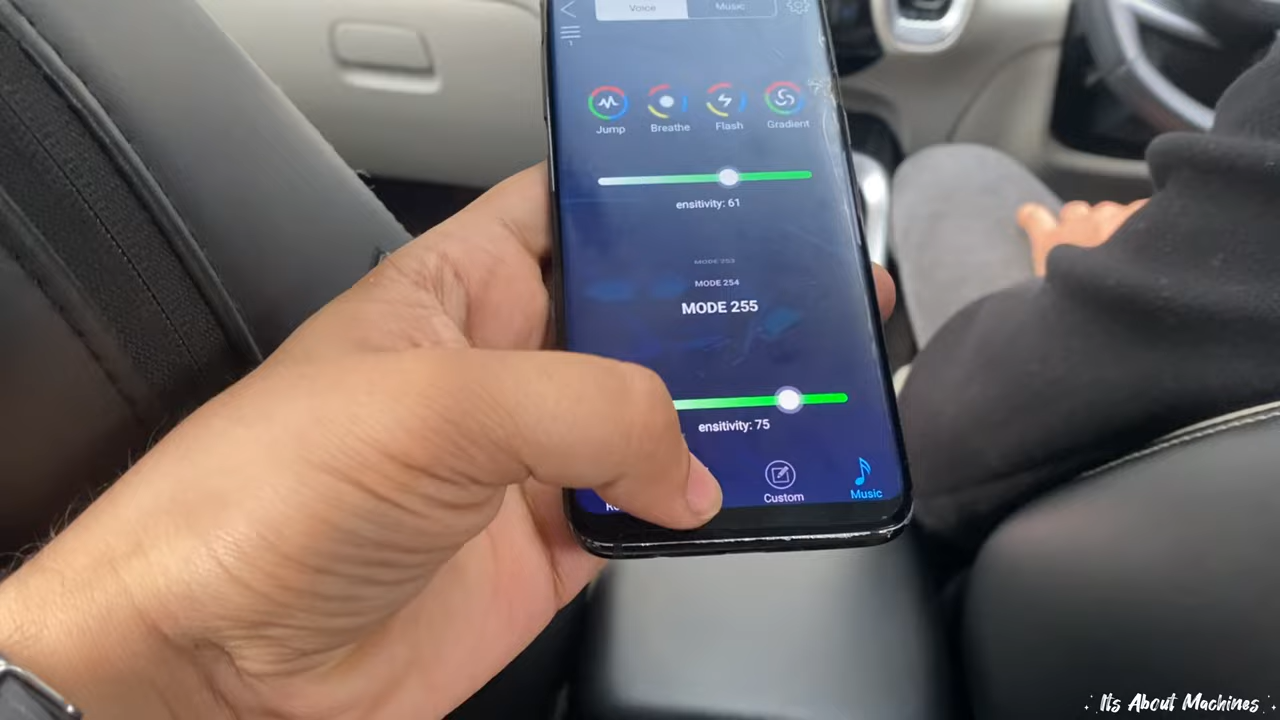 Voice
Music
1
Jump
Breathe
Flash
Gradient
ensitivity: 61
MODE 253
MODE 254
MODE 255
ensitivity: 75
Custom
Music
Its About Machines